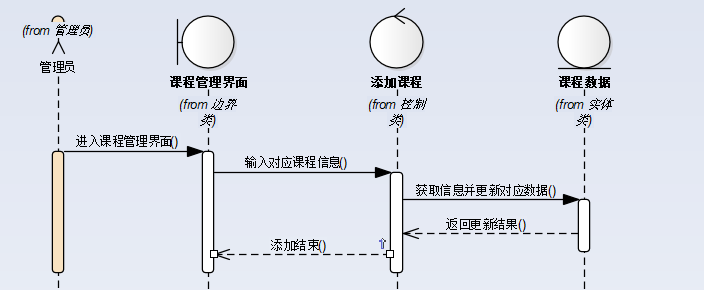 (from 管理员)
管理员
课程管理界面
(from 边界
类)
添加课程
(from 控制
类)
课程数据
(from 实体
类)
进入课程管理界面()
输入对应课程信息()
获取信息并更新对应数据()
返回更新结果()
添加结束()